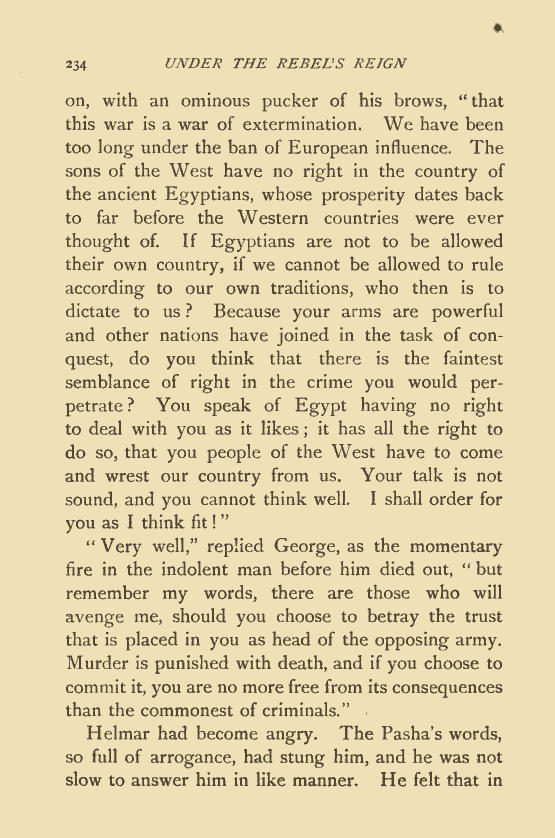 234 UNDER THE REBEL'S REIGN
on, with an ominous pucker of his brows, "that
this war is a war of extermination. We have been
too long under the ban of European influence. The
sons of the West have no right in the country of
the ancient Egyptians, whose prosperity dates back
to far before the Western countries were ever
thought of. If Egyptians are not to be allowed
their own country, if we cannot be allowed to rule
according to our own traditions, who then is to
dictate to us? Because your arms are powerful
and other nations have joined in the task of con-
quest, do you think that there is the faintest
semblance of right in the crime you would per-
petrate? You speak of Egypt having no right
to deal with you as it likes; it has all the right to
do so, that you people of the West have to come
and wrest our country from us. Your talk is not
sound, and you cannot think well. I shall order for
you as I think fit!"
"Very well," replied George, as the momentary
fire in the indolent man before him died out, "but
remember my words, there are those who will
avenge me, should you choose to betray the trust
that is placed in you as head of the opposing army.
Murder is punished with death, and if you choose to
commit it, you are no more free from its consequences
than the commonest of criminals."
Helmar had become angry. The Pasha's words,
so full of arrogance, had stung him, and he was not
slow to answer him in like manner. He felt that in